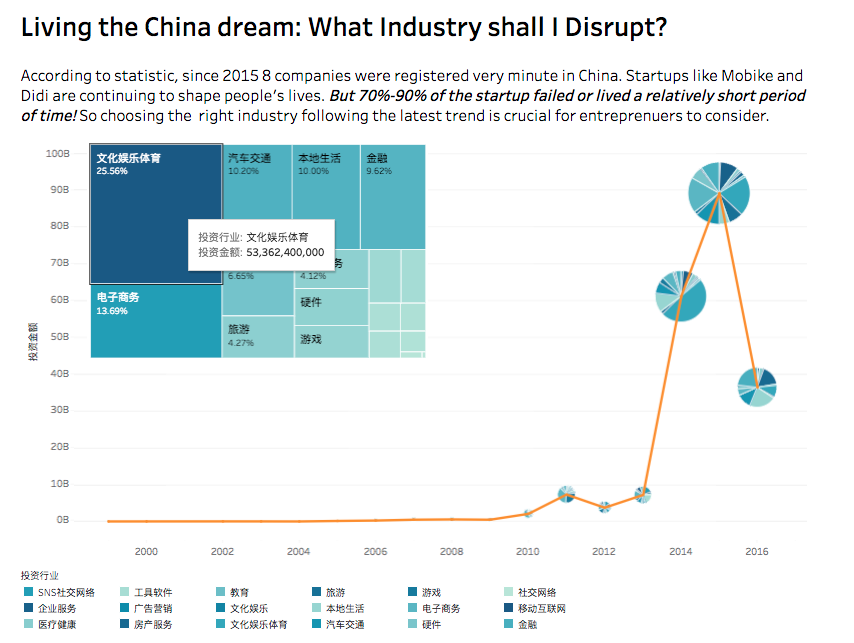 Living the China dream: What Industry shall I Disrupt?
According to statistic, since 2015 8 companies were registered very minute in China. Startups like Mobike and
Didi are continuing to shape people's lives. But 70%-90% of the startup failed or lived a relatively short period
of time! So choosing the right industry following the latest trend is crucial for entreprenuers to consider.
100B
90B
80B
70B
60B
50B
40B
30B
20B
10B
0B
投资金额
文化娱乐体育
25.56%
汽车交通
10.20%
本地生活
10.00%
金融
9.62%
投资行业: 文化娱乐体育
投资金额: 53,362,400,000
务
6.65%
4.12%
电子商务
13.69%
硬件
旅游
4.27%
游戏
2000 2002 2004 2006 2008 2010 2012 2014 2016
投资行业
SNS社交网络 工具软件 教育 旅游 游戏 社交网络
企业服务 广告营销 文化娱乐 本地生活 电子商务 移动互联网
医疗健康 房产服务 文化娱乐体育 汽车交通 硬件 金融